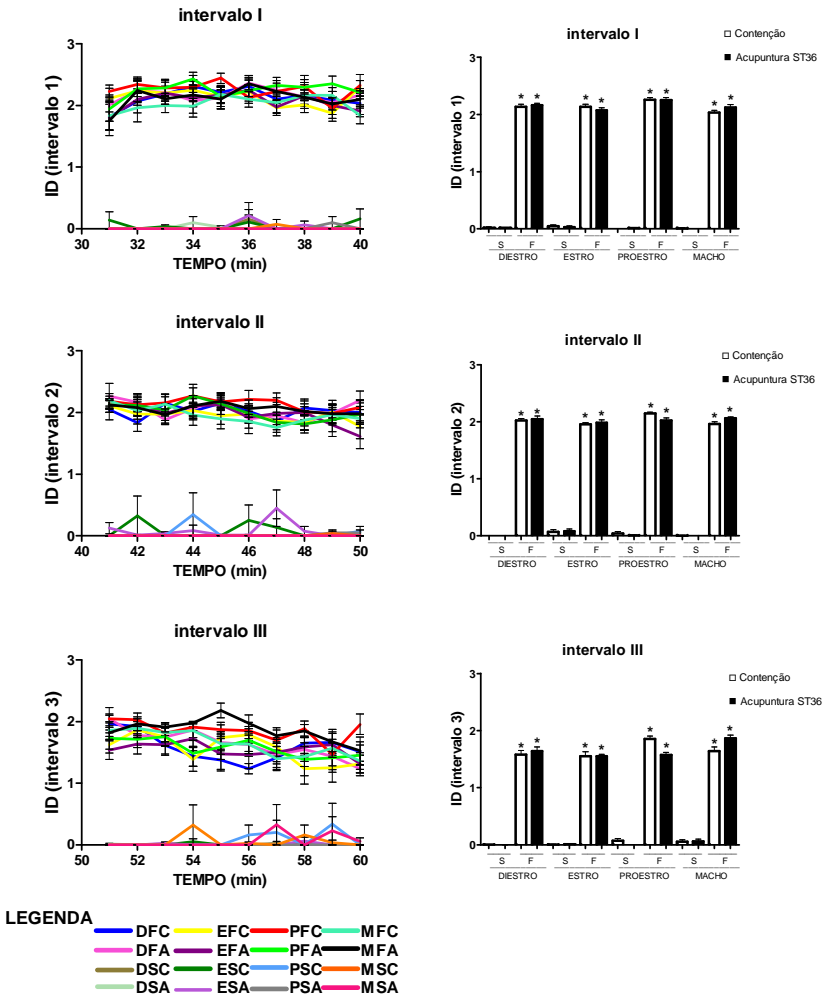 intervalo I
3
2
1
0
ID (intervalo 1)
30 32 34 36 38 40
TEMPO (min)
intervalo I
Contenção
Acupuntura ST36
3
2
1
0
ID (intervalo 1)
* * * * * * * *
S F S F S F S F
DIESTRO ESTRO PROESTRO MACHO
intervalo II
3
2
1
0
ID (intervalo 2)
40 42 44 46 48 50
TEMPO (min)
intervalo II
Contenção
Acupuntura ST36
3
2
1
0
ID (intervalo 2)
* * * * * * * *
S F S F S F S F
DIESTRO ESTRO PROESTRO MACHO
intervalo III
3
2
1
0
ID (intervalo 3)
50 52 54 56 58 60
TEMPO (min)
intervalo III
Contenção
Acupuntura ST36
3
2
1
0
ID (intervalo 3)
* * * * * * * *
S F S F S F S F
DIESTRO ESTRO PROESTRO MACHO
LEGENDA
DFC EFC PFC MFC
DFA EFA PFA MFA
DSC ESC PSC MSC
DSA ESA PSA MSA